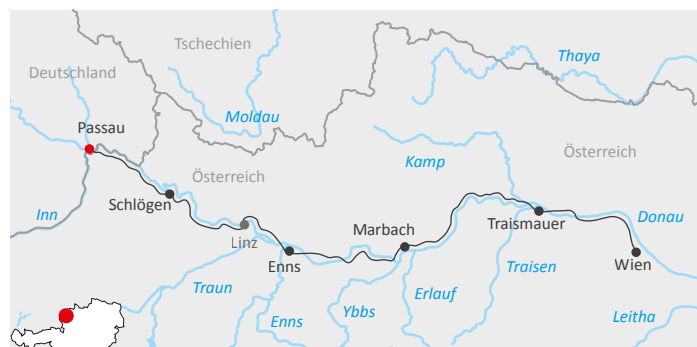 Tschechien
Thaya
Deutschland
Moldau
Passau
Kamp
Österreich
Österreich
Schlögen
Inn
Marbach
Traismauer
Donau
Linz
Enns
Wien
Traun
Ybbs
Erlauf
Traisen
Enns
Leitha